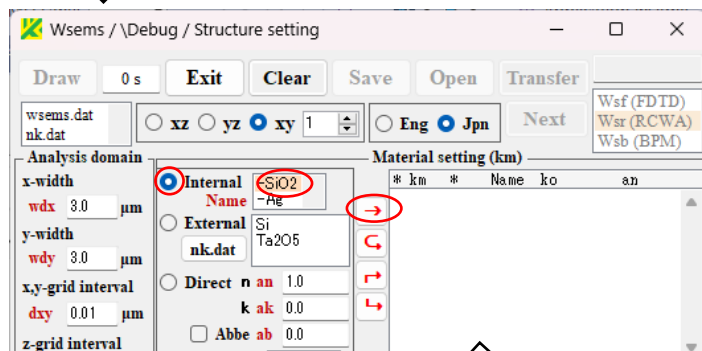 Wsems / \Debug / Structure setting
Draw 0 s Exit Clear Save Open Transfer
wsems.dat
nk.dat
xz yz xy 1 Eng Jpn Next
Wsf (FDTD)
Wsr (RCWA)
Wsb (BPM)
Analysis domain
x-width
wdx 3.0 μm
y-width
wdy 3.0 μm
x,y-grid interval
dxy 0.01 μm
z-grid interval
Internal
Name
-SiO2
-Ag
External
nk.dat
Si
Ta2O5
Direct n an 1.0
k ak 0.0
Abbe ab 0.0
Material setting (km)
* km * Name ko an